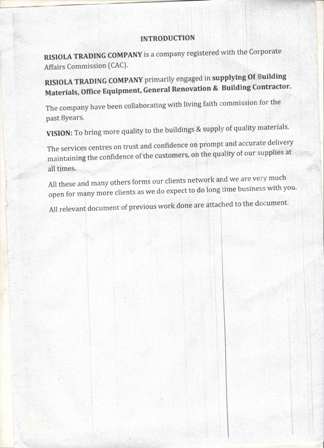 INTRODUCTION
RISIOLA TRADING COMPANY is a company registered with the Corporate
Affairs Commission (CAC).
RISIOLA TRADING COMPANY primarily engaged in supplying Of Building
Materials, Office Equipment, General Renovation & Building Contractor.
The company have been collaborating with living faith commission for the
past 8years.
VISION: To bring more quality to the buildings & supply of quality materials.
The services centres on trust and confidence on prompt and accurate delivery
maintaining the confidence of the customers, on the quality of our supplies at
all times.
All these and many others forms our clients network and we are very much
open for many more clients as we do expect to do long time business with you.
All relevant document of previous work done are attached to the document.